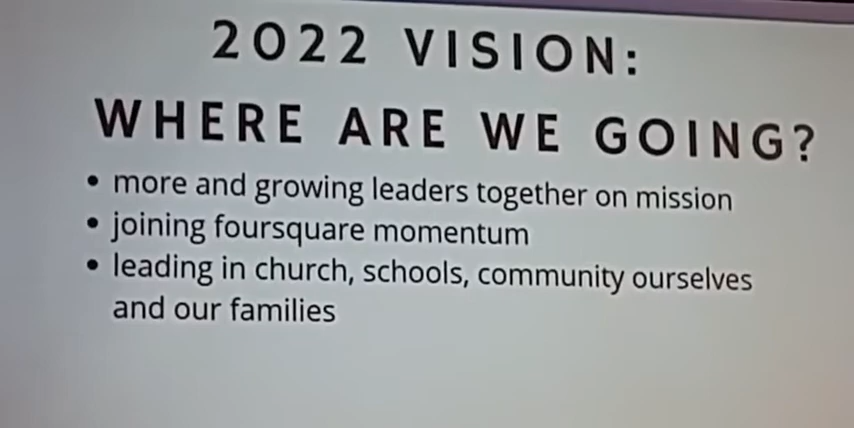 2022 VISION:
WHERE ARE WE GOING?
• more and growing leaders together on mission
• joining foursquare momentum
• leading in church, schools, community ourselves
and our families